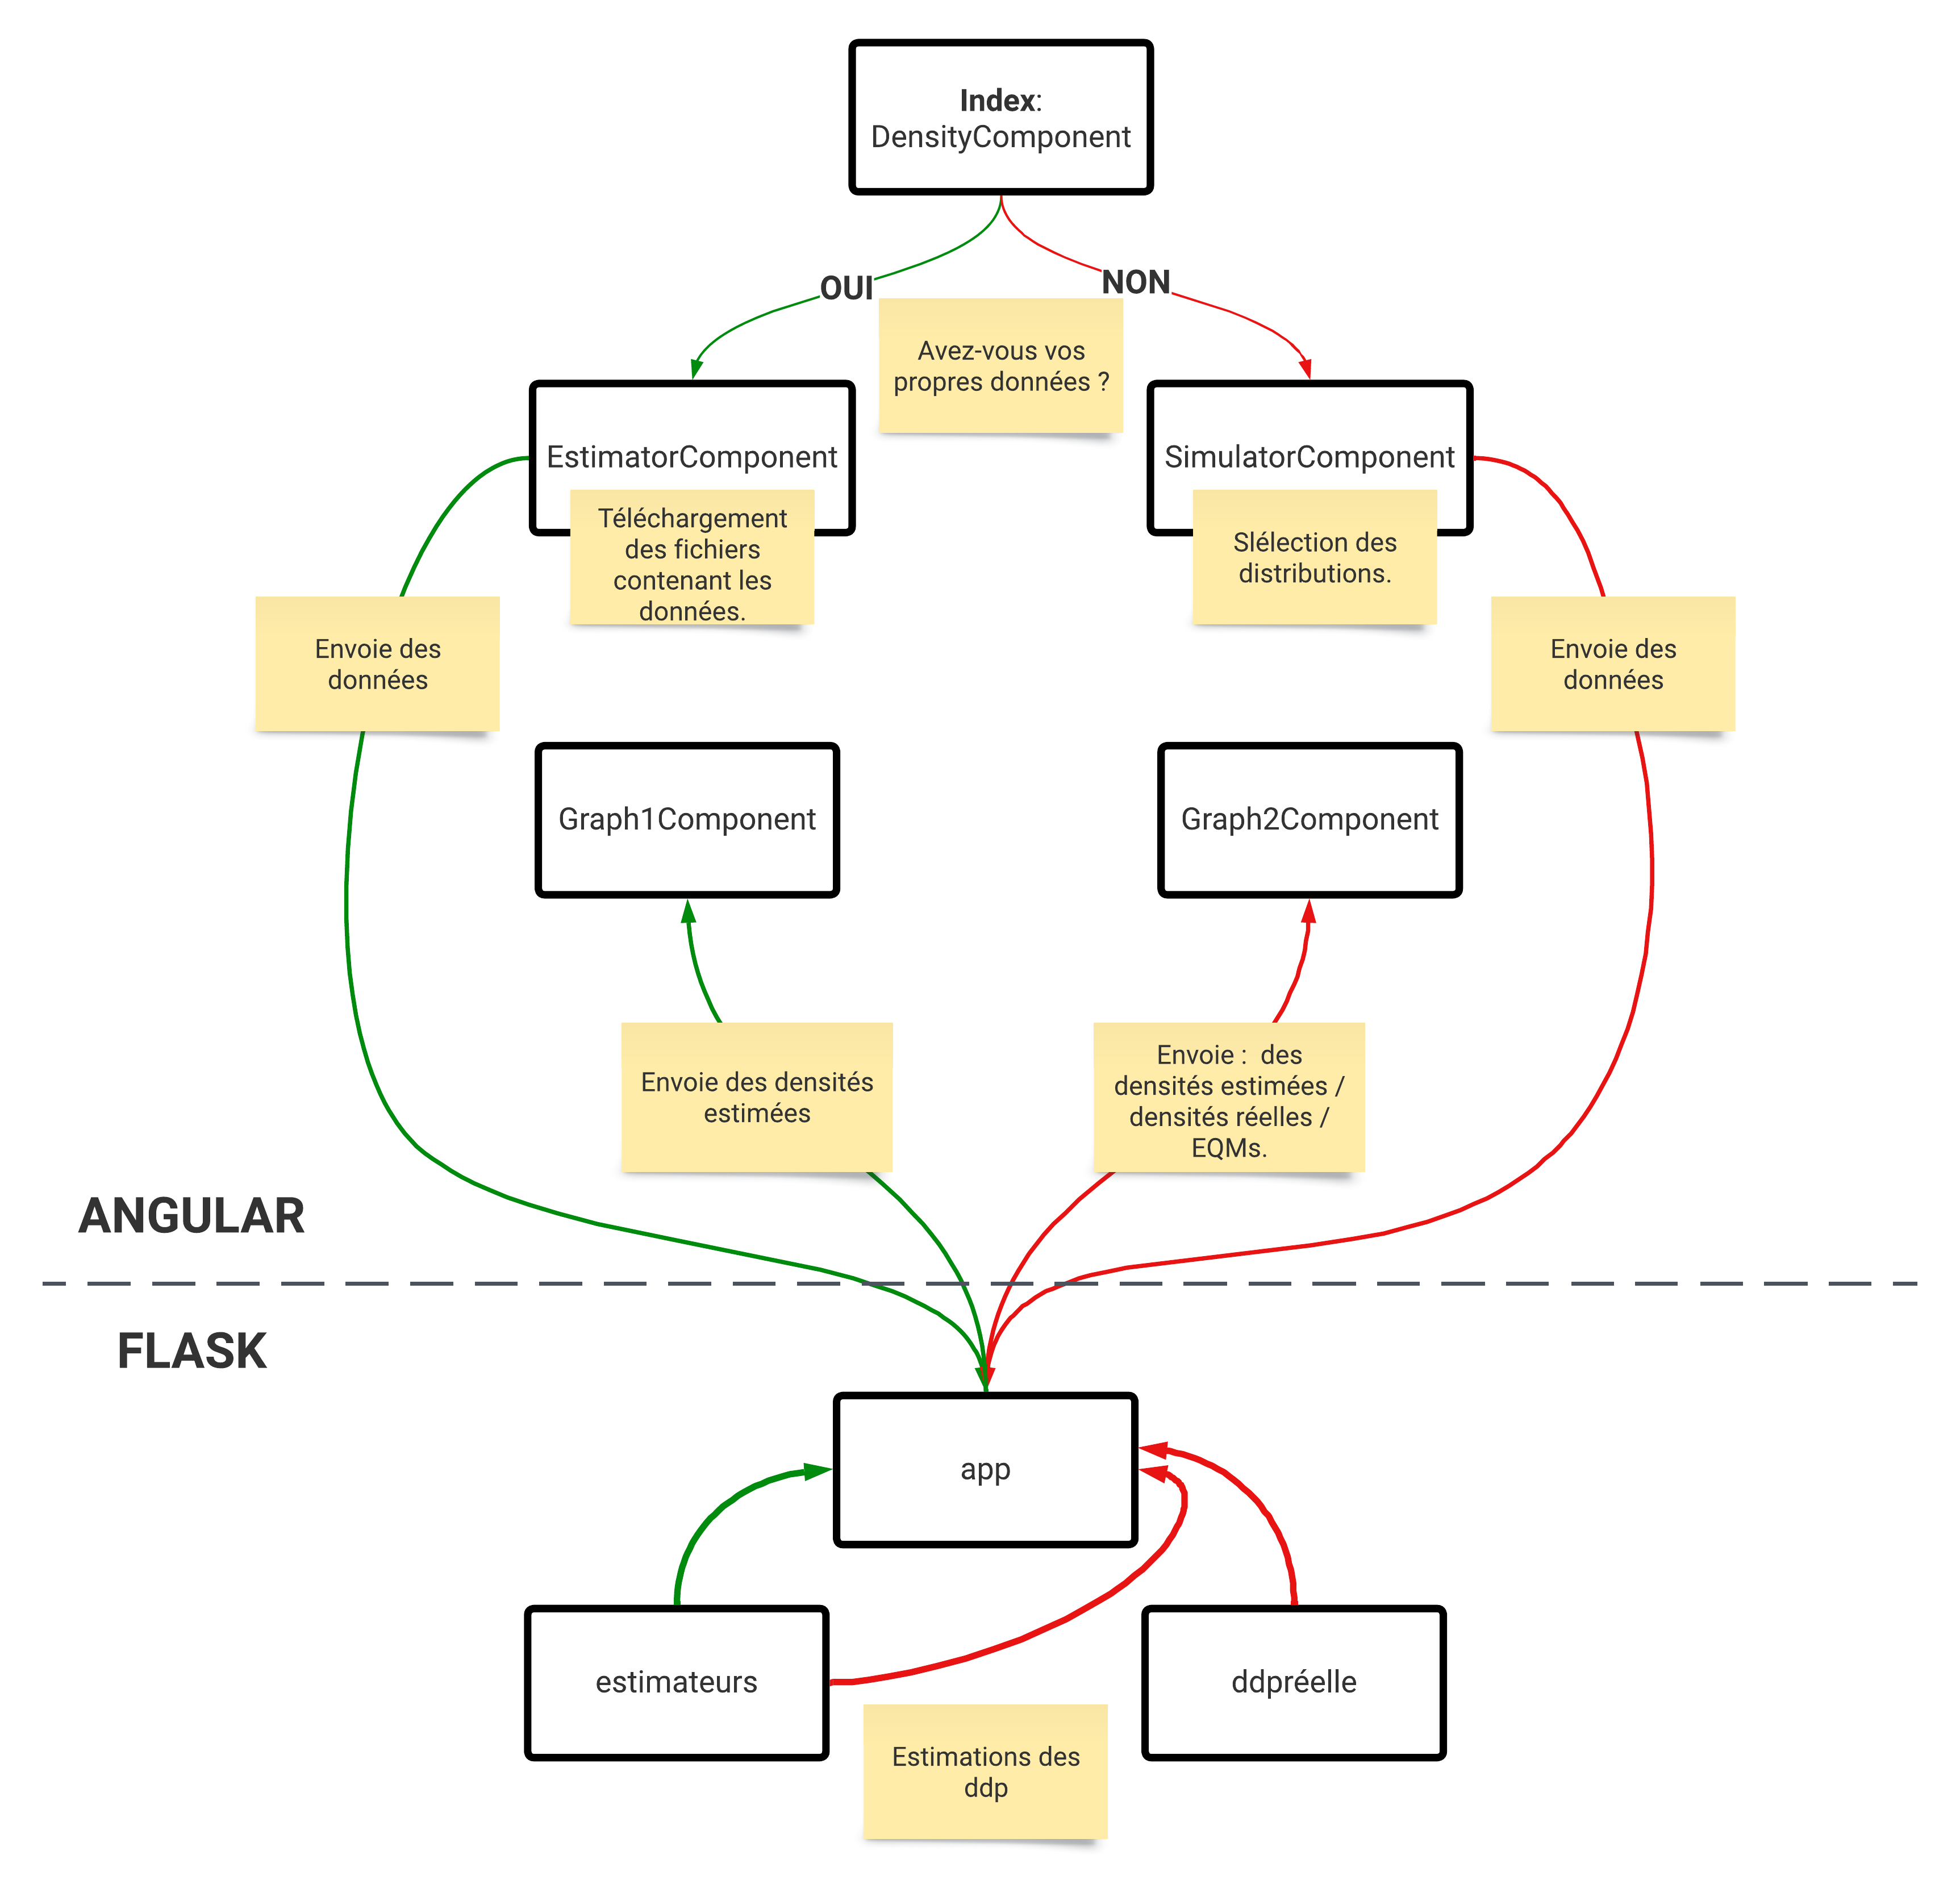 Index:
DensityComponent
OUI
NON
Avez-vous vos
propres données ?
EstimatorComponent
SimulatorComponent
Téléchargement
des fichiers
contenant les
données.
Slélection des
distributions.
Envoie des
données
Envoie des
données
Graph1Component
Graph2Component
Envoie des densités
estimées
Envoie :  des
densités estimées /
densités réelles /
EQMs.
ANGULAR
FLASK
app
estimateurs
ddpréelle
Estimations des
ddp